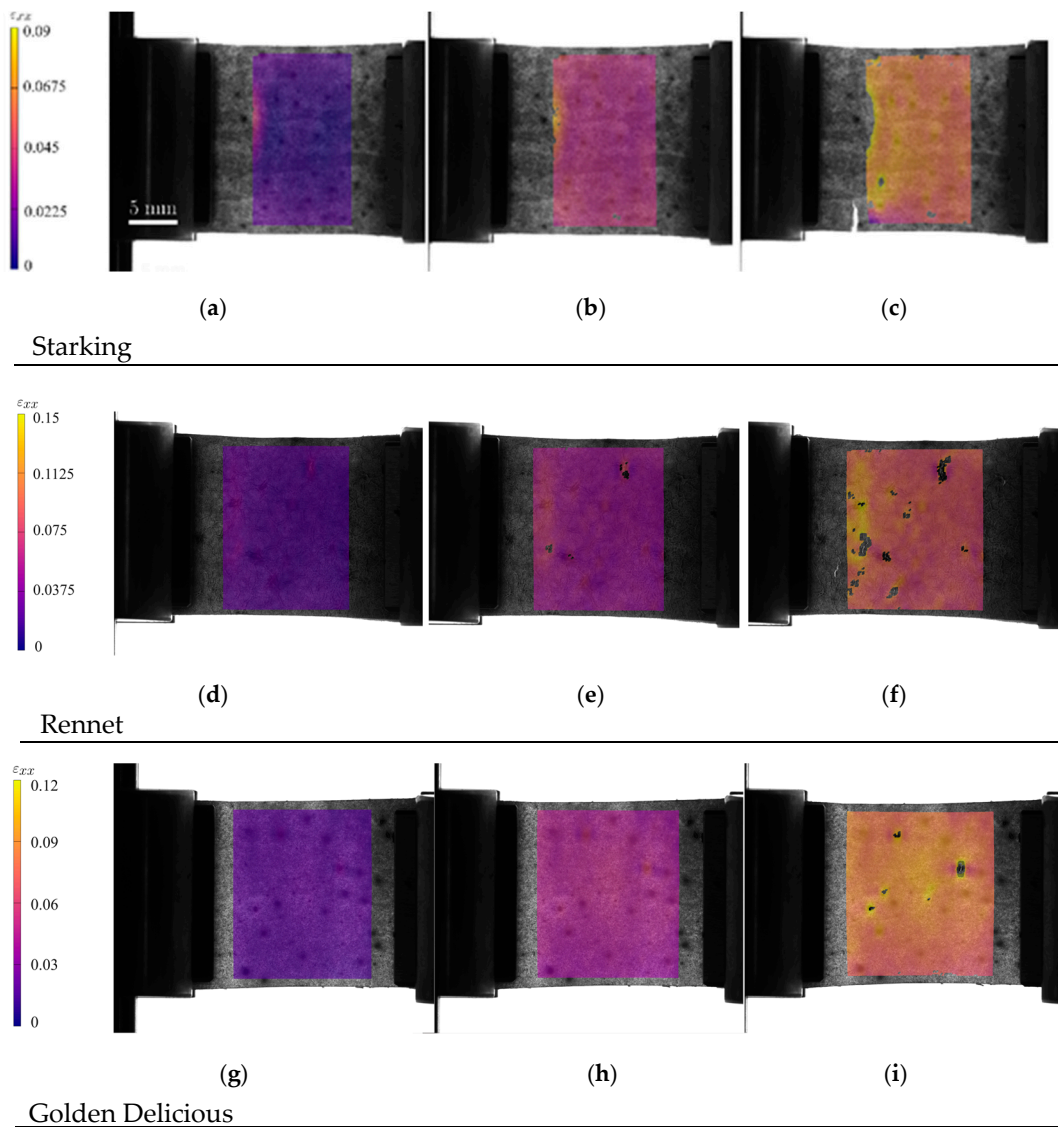 εxx
0.09
0.0675
0.045
0.0225
0
5 mm
(a) (b) (c)
Starking
εxx
0.15
0.1125
0.075
0.0375
0
(d) (e) (f)
Rennet
εxx
0.12
0.09
0.06
0.03
0
(g) (h) (i)
Golden Delicious